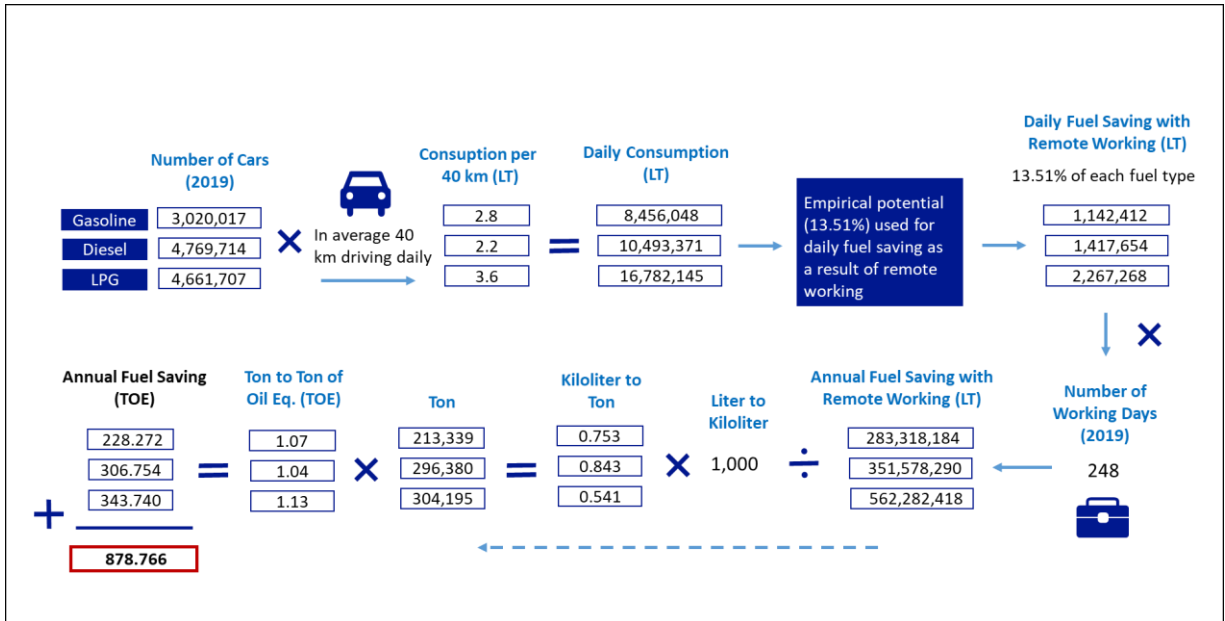 Number of Cars
(2019)
Gasoline 3,020,017
Diesel 4,769,714
LPG 4,661,707
×
In average 40
km driving daily
Consuption per
40 km (LT)
2.8
2.2
3.6
=
Daily Consumption
(LT)
8,456,048
10,493,371
16,782,145
Empirical potential
(13.51%) used for
daily fuel saving as
a result of remote
working
Daily Fuel Saving with
Remote Working (LT)
13.51% of each fuel type
1,142,412
1,417,654
2,267,268
×
Number of
Working Days
(2019)
248
Annual Fuel Saving with
Remote Working (LT)
283,318,184
351,578,290
562,282,418
÷
Liter to
Kiloliter
1,000
×
Kiloliter to
Ton
0.753
0.843
0.541
=
Ton
213,339
296,380
304,195
×
Ton to Ton of
Oil Eq. (TOE)
1.07
1.04
1.13
=
Annual Fuel Saving
(TOE)
228.272
306.754
343.740
+
878.766